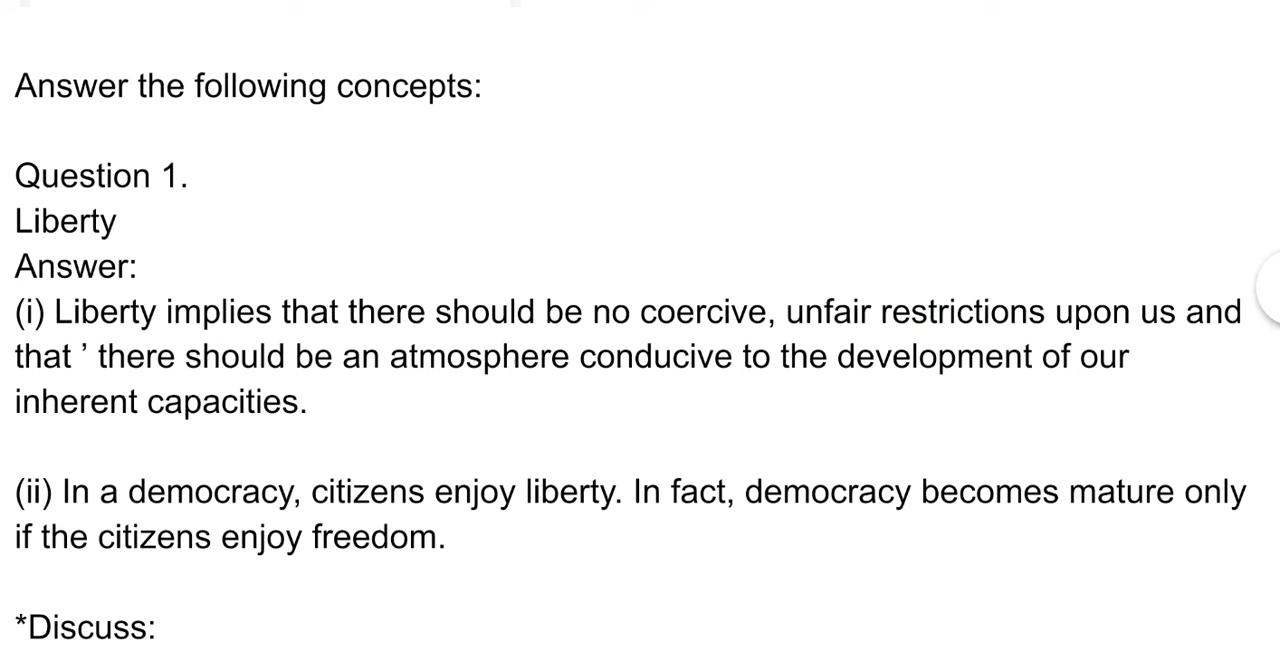 Answer the following concepts:
Question 1.
Liberty
Answer:
(i) Liberty implies that there should be no coercive, unfair restrictions upon us and
that ’ there should be an atmosphere conducive to the development of our
inherent capacities.
(ii) In a democracy, citizens enjoy liberty. In fact, democracy becomes mature only
if the citizens enjoy freedom.
*Discuss: